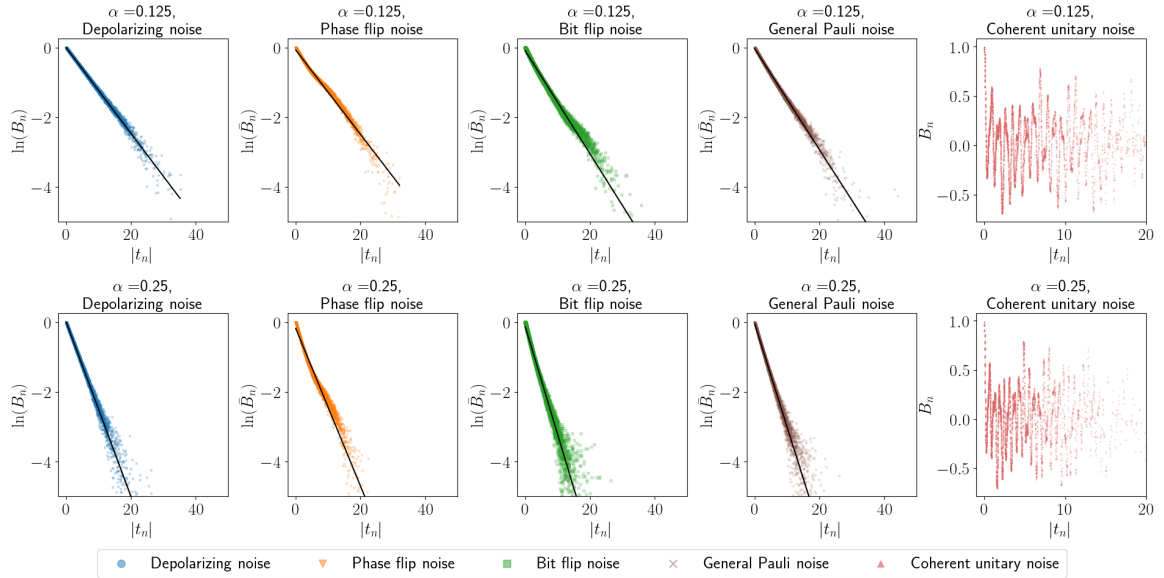 α =0.125,
Depolarizing noise
α =0.125,
Phase flip noise
α =0.125,
Bit flip noise
α =0.125,
General Pauli noise
α =0.125,
Coherent unitary noise
0
−2
−4
ln(B̄ₙ)
0 20 40
|tₙ|
0
−2
−4
ln(B̄ₙ)
0 20 40
|tₙ|
0
−2
−4
ln(B̄ₙ)
0 20 40
|tₙ|
0
−2
−4
ln(B̄ₙ)
0 20 40
|tₙ|
1.0
0.5
0.0
−0.5
Bₙ
0 5 10 15 20
|tₙ|
α =0.25,
Depolarizing noise
α =0.25,
Phase flip noise
α =0.25,
Bit flip noise
α =0.25,
General Pauli noise
α =0.25,
Coherent unitary noise
0
−2
−4
ln(B̄ₙ)
0 20 40
|tₙ|
0
−2
−4
ln(B̄ₙ)
0 20 40
|tₙ|
0
−2
−4
ln(B̄ₙ)
0 20 40
|tₙ|
0
−2
−4
ln(B̄ₙ)
0 20 40
|tₙ|
1.0
0.5
0.0
−0.5
Bₙ
0 5 10 15 20
|tₙ|
Depolarizing noise Phase flip noise Bit flip noise General Pauli noise Coherent unitary noise